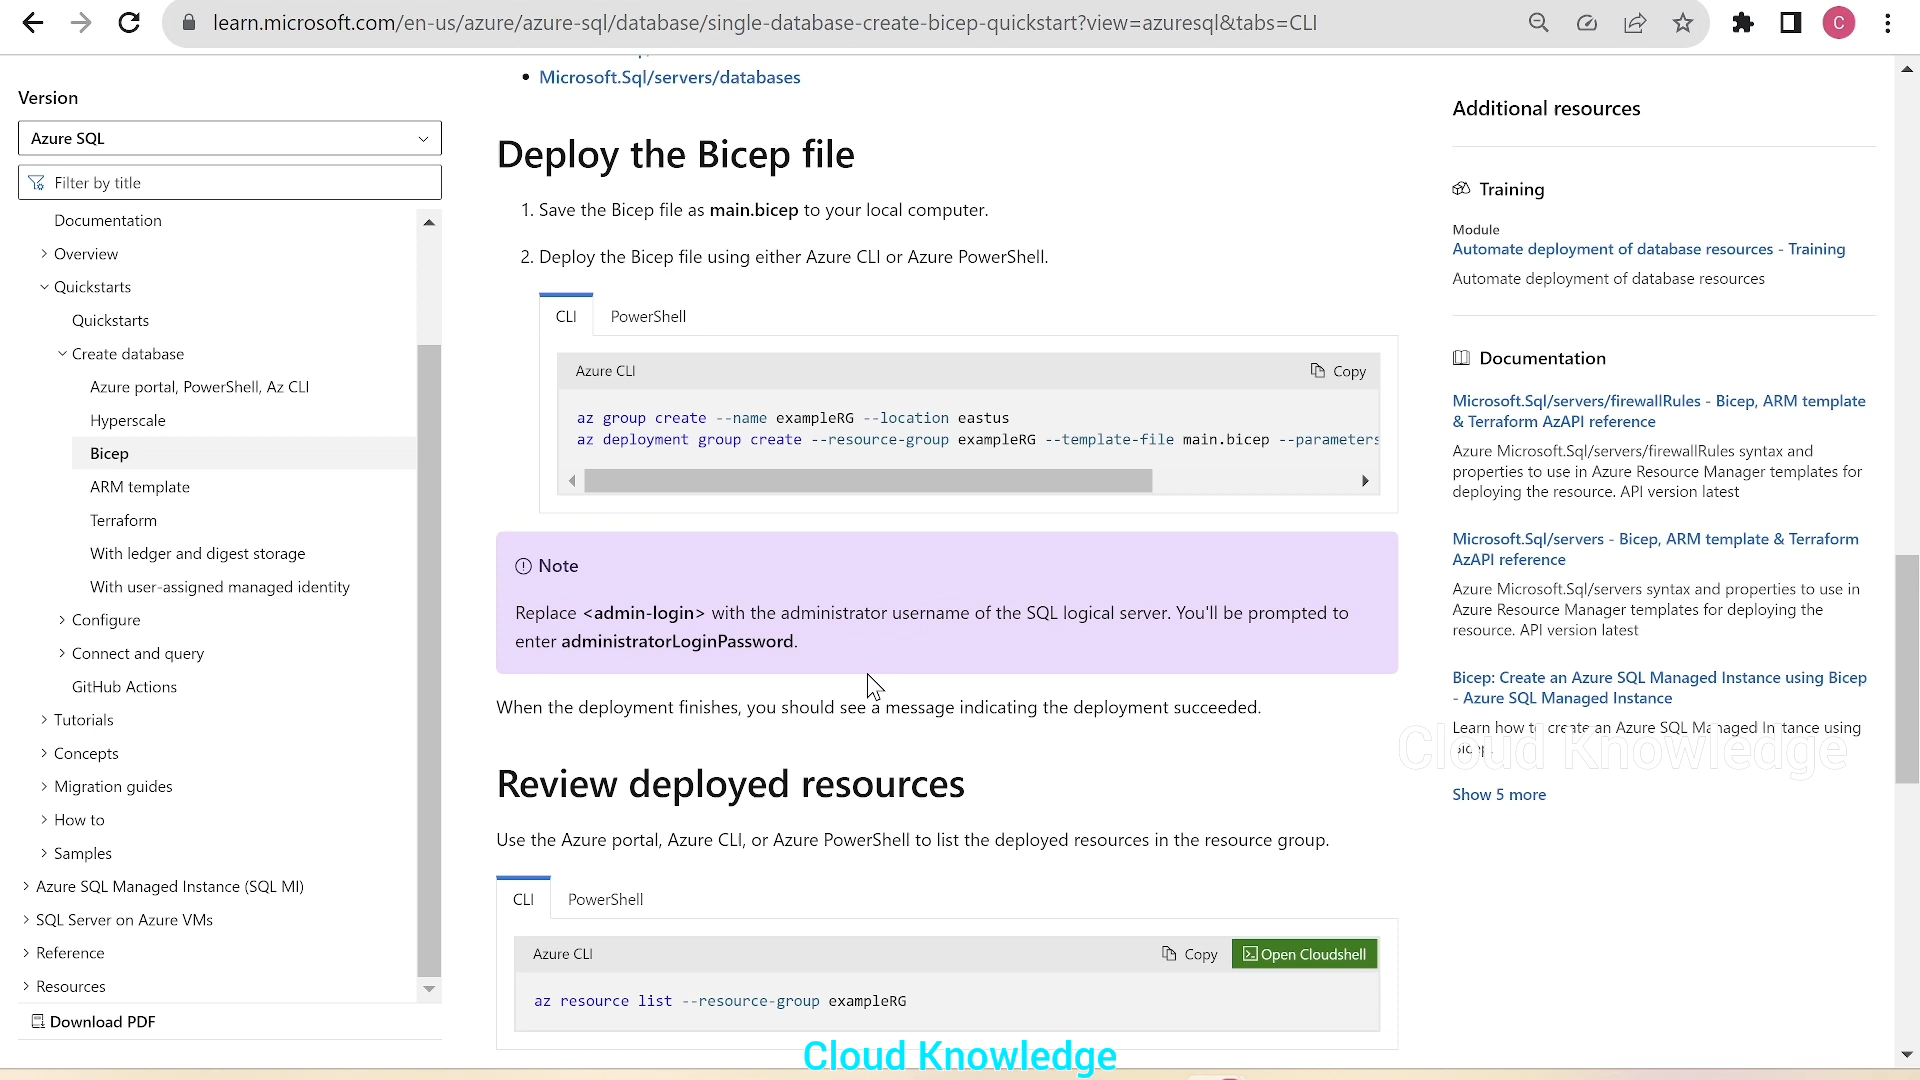 learn.microsoft.com/en-us/azure/azure-sql/database/single-database-create-bicep-quickstart?view=azuresql&tabs=CLI
C
Version
Azure SQL
Filter by title
Documentation
Overview
Quickstarts
Quickstarts
Create database
Azure portal, PowerShell, Az CLI
Hyperscale
Bicep
ARM template
Terraform
With ledger and digest storage
With user-assigned managed identity
Configure
Connect and query
GitHub Actions
Tutorials
Concepts
Migration guides
How to
Samples
Azure SQL Managed Instance (SQL MI)
SQL Server on Azure VMs
Reference
Resources
Download PDF
• Microsoft.Sql/servers/databases
Deploy the Bicep file
1. Save the Bicep file as main.bicep to your local computer.
2. Deploy the Bicep file using either Azure CLI or Azure PowerShell.
CLI PowerShell
Azure CLI Copy
az group create --name exampleRG --location eastus
az deployment group create --resource-group exampleRG --template-file main.bicep --parameters
Note
Replace <admin-login> with the administrator username of the SQL logical server. You'll be prompted to
enter administratorLoginPassword.
When the deployment finishes, you should see a message indicating the deployment succeeded.
Review deployed resources
Use the Azure portal, Azure CLI, or Azure PowerShell to list the deployed resources in the resource group.
CLI PowerShell
Azure CLI Copy Open Cloudshell
az resource list --resource-group exampleRG
Cloud Knowledge
Additional resources
Training
Module
Automate deployment of database resources - Training
Automate deployment of database resources
Documentation
Microsoft.Sql/servers/firewallRules - Bicep, ARM template
& Terraform AzAPI reference
Azure Microsoft.Sql/servers/firewallRules syntax and
properties to use in Azure Resource Manager templates for
deploying the resource. API version latest
Microsoft.Sql/servers - Bicep, ARM template & Terraform
AzAPI reference
Azure Microsoft.Sql/servers syntax and properties to use in
Azure Resource Manager templates for deploying the
resource. API version latest
Bicep: Create an Azure SQL Managed Instance using Bicep
- Azure SQL Managed Instance
Learn how to create an Azure SQL Managed Instance using
Bicep.
Cloud Knowledge
Show 5 more